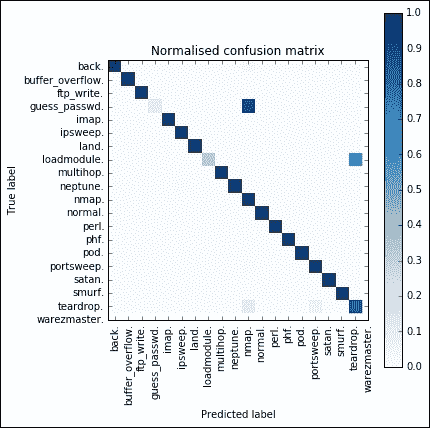 Normalised confusion matrix
True label
back.
buffer_overflow.
ftp_write.
guess_passwd.
imap.
ipsweep.
land.
loadmodule.
multihop.
neptune.
nmap.
normal.
perl.
phf.
pod.
portsweep.
satan.
smurf.
teardrop.
warezmaster.
back.
buffer_overflow.
ftp_write.
guess_passwd.
imap.
ipsweep.
land.
loadmodule.
multihop.
neptune.
nmap.
normal.
perl.
phf.
pod.
portsweep.
satan.
smurf.
teardrop.
warezmaster.
Predicted label
1.0
0.9
0.8
0.7
0.6
0.5
0.4
0.3
0.2
0.1
0.0